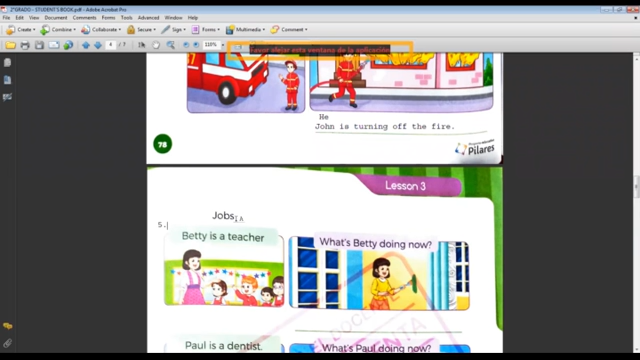 2°GRADO - STUDENT'S BOOK.pdf - Adobe Acrobat Pro
File Edit View Document Comments Forms Tools Advanced Window Help
Create Combine Collaborate Secure Sign Forms Multimedia Comment
4 / 7 110%
Favor alejar esta ventana de la aplicación
He
John is turning off the fire.
78
Pilares
Lesson 3
Jobs
5.
Betty is a teacher
What's Betty doing now?
Paul is a dentist.
What's Paul doing now?